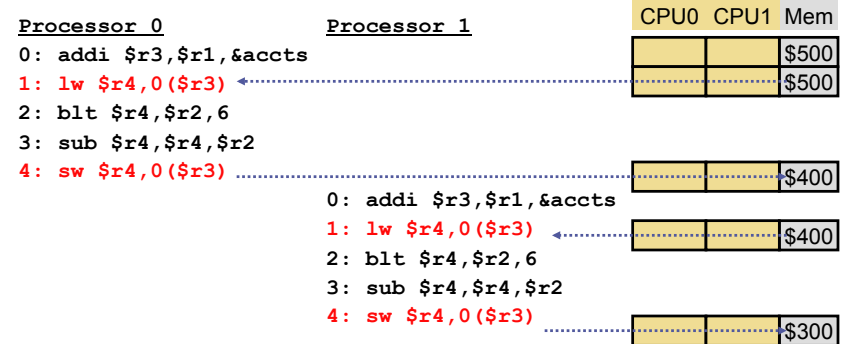 CPU0 CPU1 Mem
Processor 0 Processor 1
0: addi $r3,$r1,&accts $500
1: lw $r4,0($r3) $500
2: blt $r4,$r2,6
3: sub $r4,$r4,$r2
4: sw $r4,0($r3) $400
0: addi $r3,$r1,&accts
1: lw $r4,0($r3) $400
2: blt $r4,$r2,6
3: sub $r4,$r4,$r2
4: sw $r4,0($r3) $300